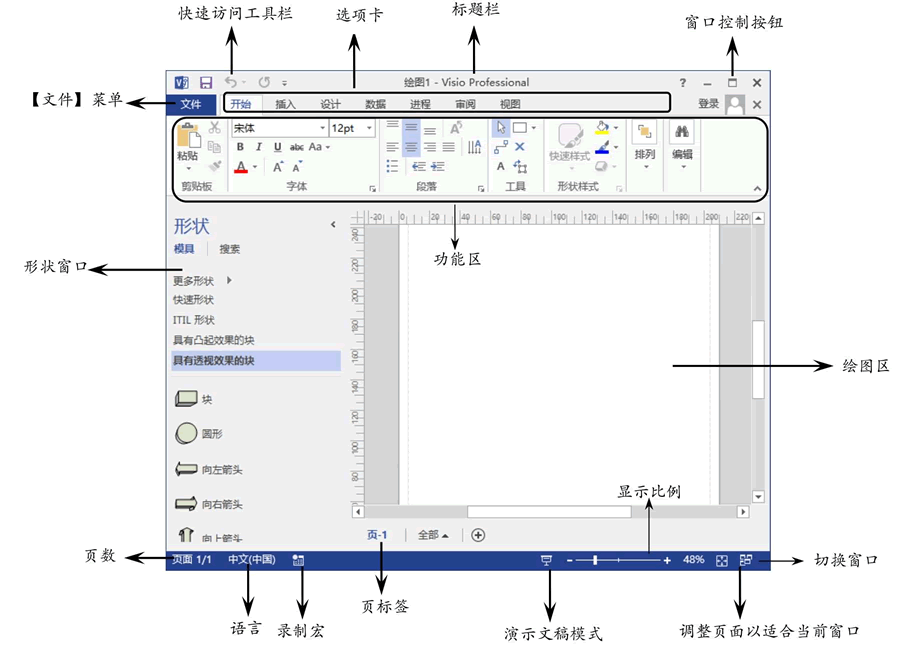 快速访问工具栏
选项卡
标题栏
窗口控制按钮
绘图1 - Visio Professional
【文件】菜单
文件 开始 插入 设计 数据 进程 审阅 视图 登录
宋体 12pt
B I U abc Aa
粘贴 快速样式 排列 编辑
A A A A
剪贴板 字体 段落 工具 形状样式
功能区
形状
模具 搜索
形状窗口
更多形状
快速形状
ITIL 形状
具有凸起效果的块
具有透视效果的块
块
圆形
向左箭头
向右箭头
向上箭头
-20 0 20 40 60 80 100 120 140 160 180 200 220
240
220
200
180
160
140
120
100
80
绘图区
显示比例
页-1 全部
页数
页面 1/1 中文(中国) 48%
切换窗口
语言
录制宏
页标签
演示文稿模式
调整页面以适合当前窗口